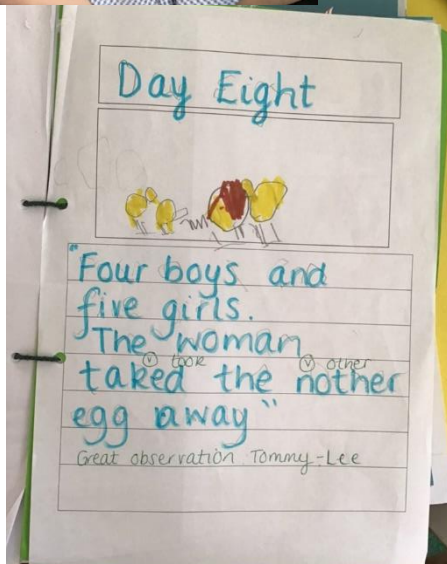 Day Eight
"Four boys and
five girls.
The woman
ⓥ took ⓥ other
taked the nother
egg away"
Great observation Tommy-Lee